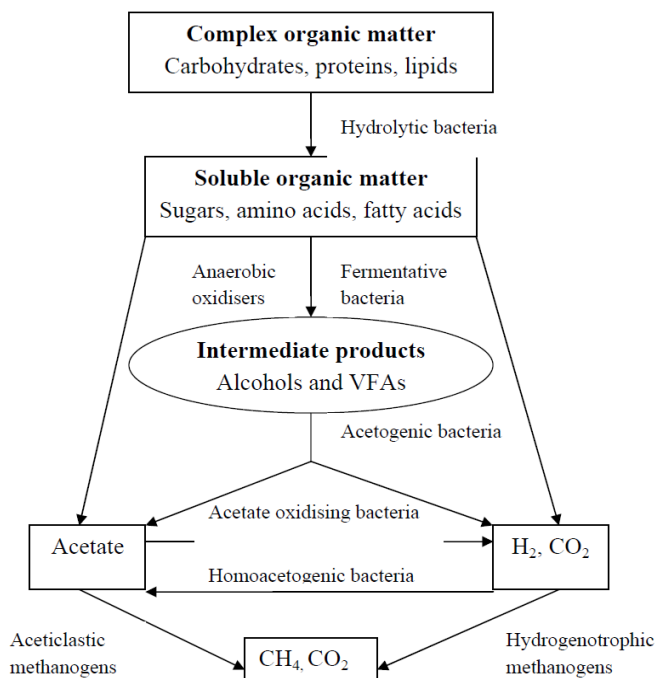 Complex organic matter
Carbohydrates, proteins, lipids
Hydrolytic bacteria
Soluble organic matter
Sugars, amino acids, fatty acids
Anaerobic
oxidisers
Fermentative
bacteria
Intermediate products
Alcohols and VFAs
Acetogenic bacteria
Acetate oxidising bacteria
Acetate
H₂, CO₂
Homoacetogenic bacteria
Aceticlastic
methanogens
CH₄, CO₂
Hydrogenotrophic
methanogens